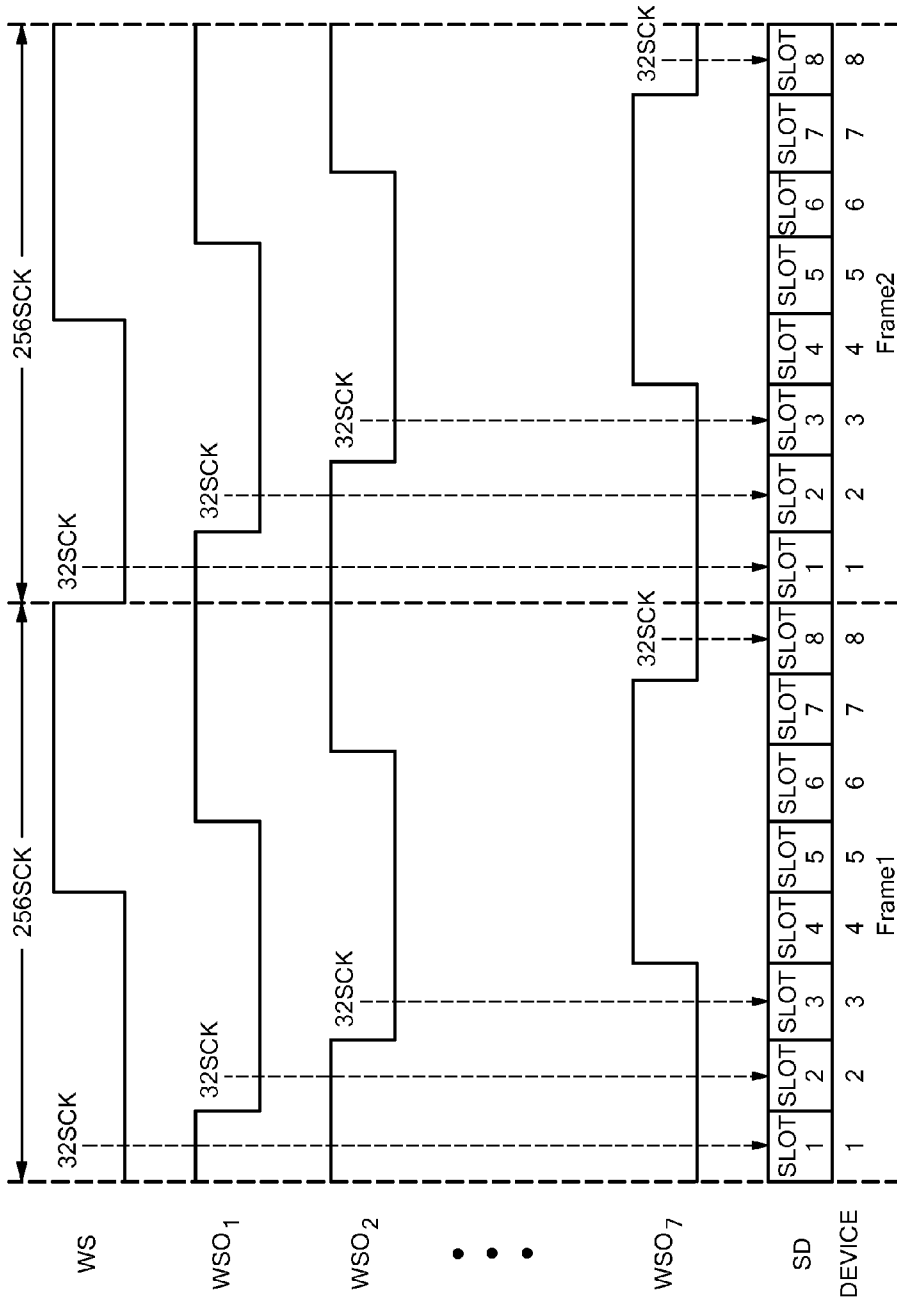 256SCK 256SCK
WS 32SCK 32SCK
WSO1 32SCK 32SCK
WSO2 32SCK 32SCK
WSO7 32SCK 32SCK
SD SLOT 1 SLOT 2 SLOT 3 SLOT 4 SLOT 5 SLOT 6 SLOT 7 SLOT 8 SLOT 1 SLOT 2 SLOT 3 SLOT 4 SLOT 5 SLOT 6 SLOT 7 SLOT 8
DEVICE 1 2 3 4 5 6 7 8 1 2 3 4 5 6 7 8
Frame1 Frame2